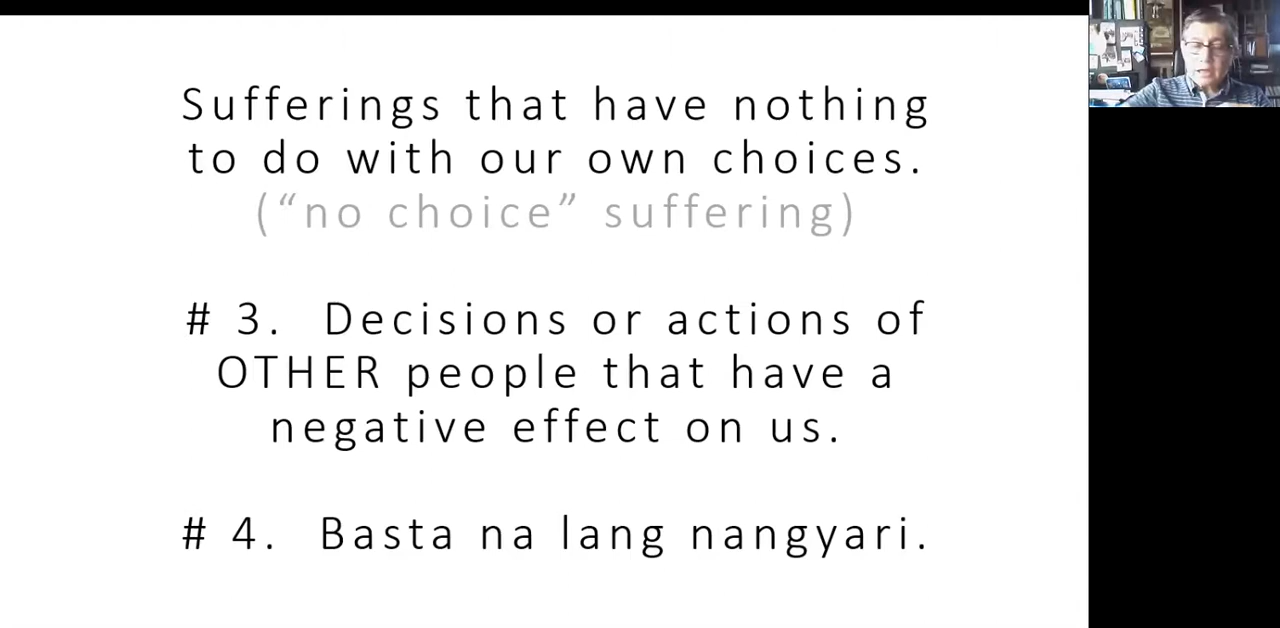 Sufferings that have nothing
to do with our own choices.
(“no choice” suffering)
# 3. Decisions or actions of
OTHER people that have a
negative effect on us.
# 4. Basta na lang nangyari.